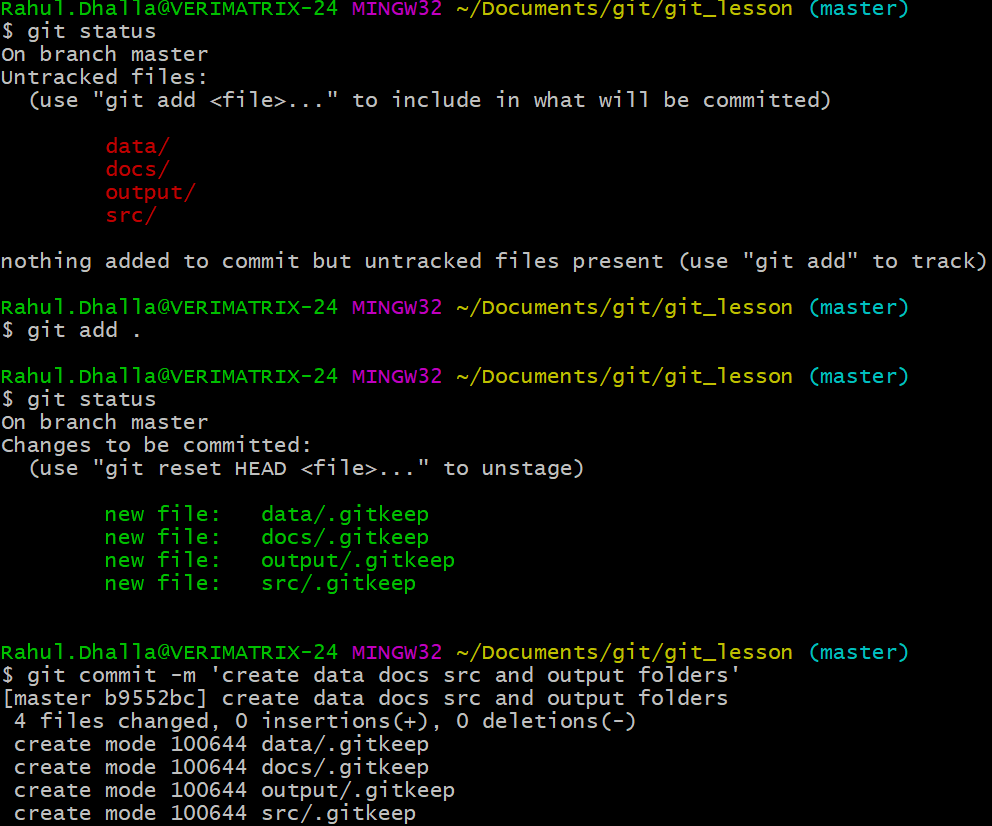 Rahul.Dhalla@VERIMATRIX-24 MINGW32 ~/Documents/git/git_lesson (master)
$ git status
On branch master
Untracked files:
  (use "git add <file>..." to include in what will be committed)

        data/
        docs/
        output/
        src/

nothing added to commit but untracked files present (use "git add" to track)

Rahul.Dhalla@VERIMATRIX-24 MINGW32 ~/Documents/git/git_lesson (master)
$ git add .

Rahul.Dhalla@VERIMATRIX-24 MINGW32 ~/Documents/git/git_lesson (master)
$ git status
On branch master
Changes to be committed:
  (use "git reset HEAD <file>..." to unstage)

        new file:   data/.gitkeep
        new file:   docs/.gitkeep
        new file:   output/.gitkeep
        new file:   src/.gitkeep


Rahul.Dhalla@VERIMATRIX-24 MINGW32 ~/Documents/git/git_lesson (master)
$ git commit -m 'create data docs src and output folders'
[master b9552bc] create data docs src and output folders
 4 files changed, 0 insertions(+), 0 deletions(-)
 create mode 100644 data/.gitkeep
 create mode 100644 docs/.gitkeep
 create mode 100644 output/.gitkeep
 create mode 100644 src/.gitkeep